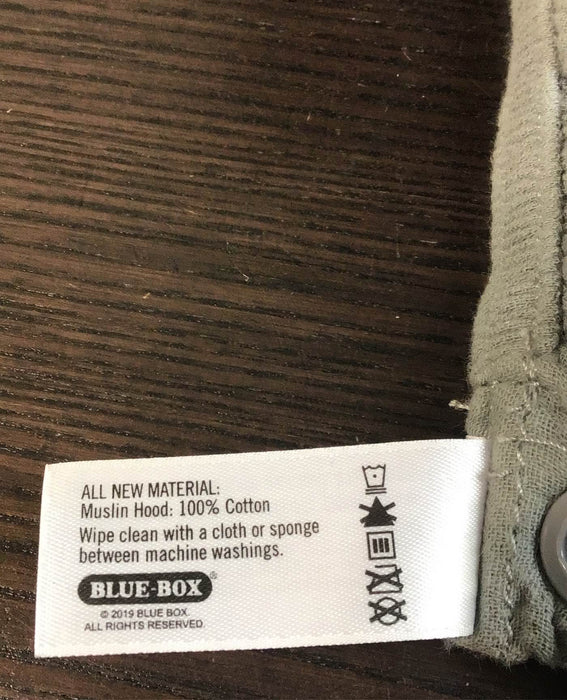 ALL NEW MATERIAL:
Muslin Hood: 100% Cotton
Wipe clean with a cloth or sponge
between machine washings.
BLUE-BOX®
© 2019 BLUE BOX.
ALL RIGHTS RESERVED.